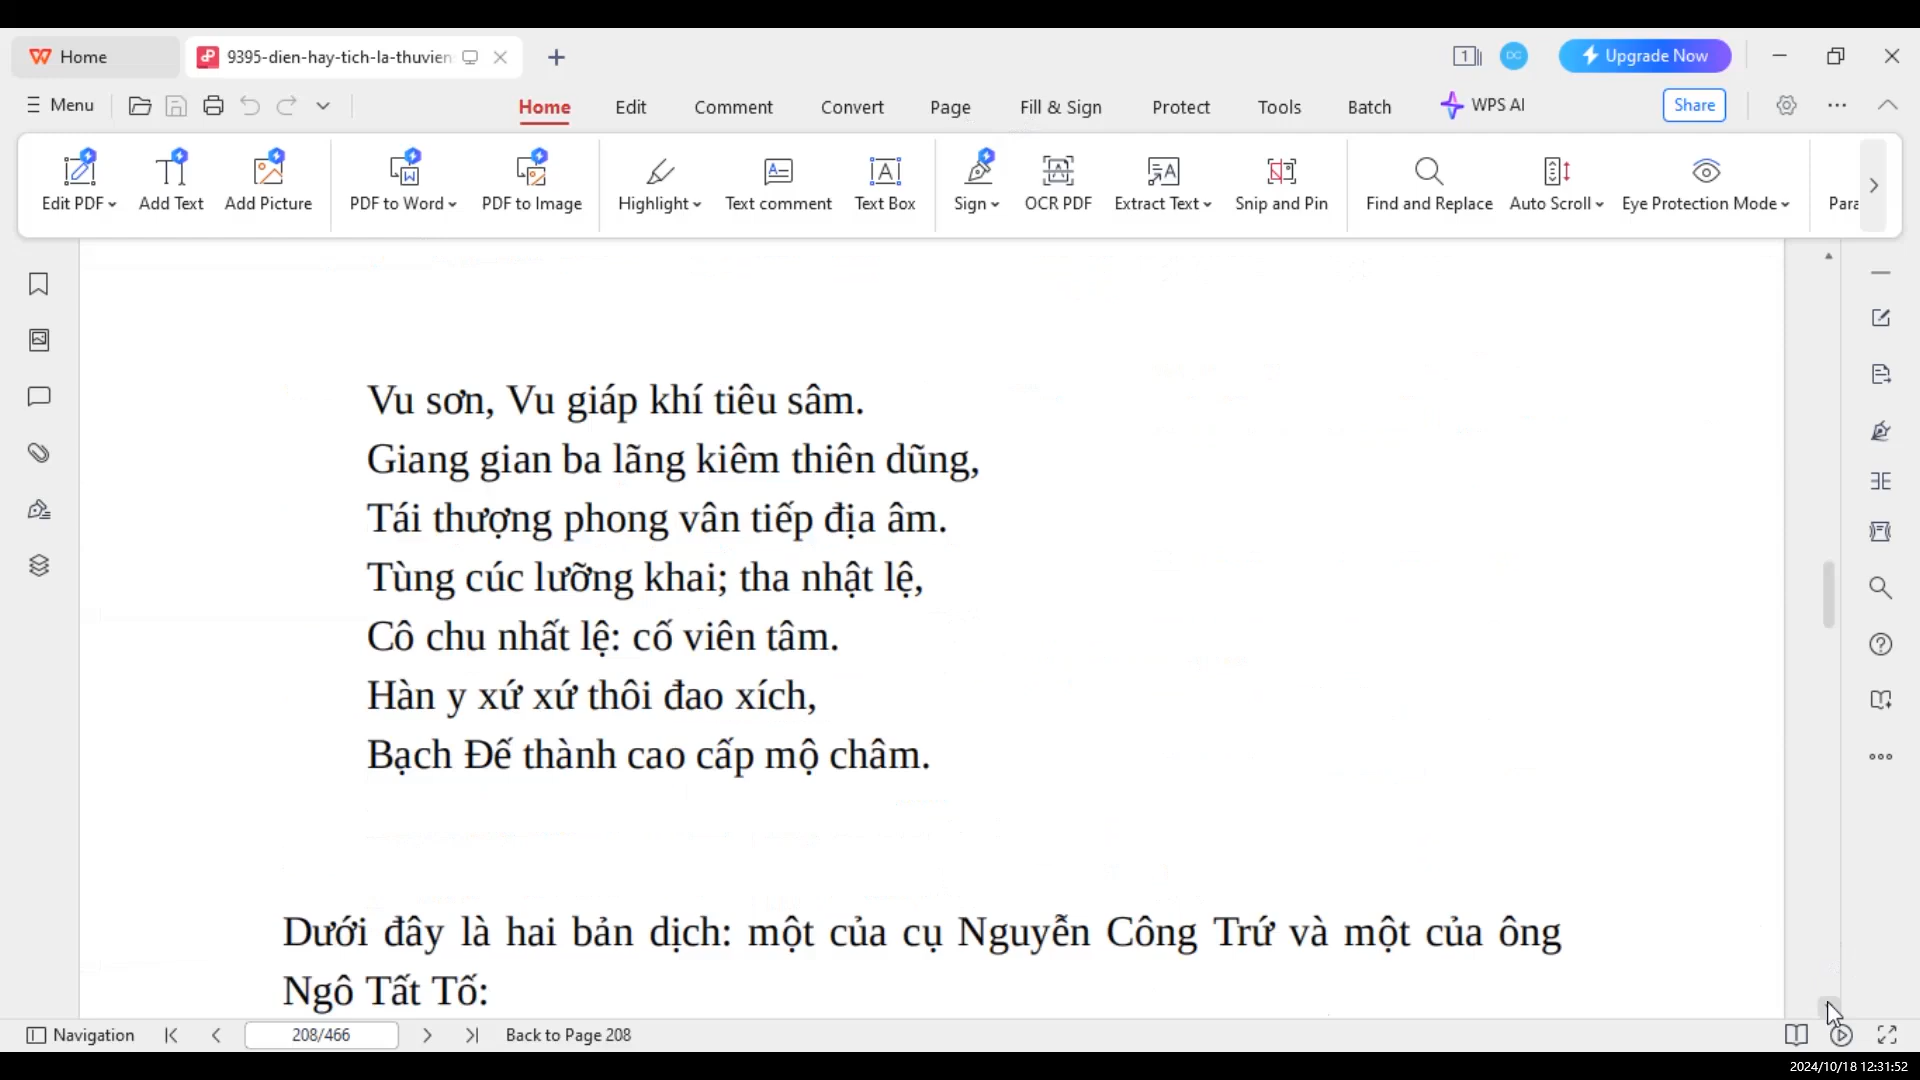 Home
9395-dien-hay-tich-la-thuvien
1
DC
Upgrade Now
Menu
Home
Edit
Comment
Convert
Page
Fill & Sign
Protect
Tools
Batch
WPS AI
Share
Edit PDF
Add Text
Add Picture
PDF to Word
PDF to Image
Highlight
Text comment
Text Box
Sign
OCR PDF
Extract Text
Snip and Pin
Find and Replace
Auto Scroll
Eye Protection Mode
Para
Vu sơn, Vu giáp khí tiêu sâm.
Giang gian ba lãng kiêm thiên dũng,
Tái thượng phong vân tiếp địa âm.
Tùng cúc lưỡng khai; tha nhật lệ,
Cô chu nhất lệ: cố viên tâm.
Hàn y xứ xứ thôi đao xích,
Bạch Đế thành cao cấp mộ châm.
Dưới đây là hai bản dịch: một của cụ Nguyễn Công Trứ và một của ông
Ngô Tất Tố:
Navigation
208/466
Back to Page 208
2024/10/18 12:31:52